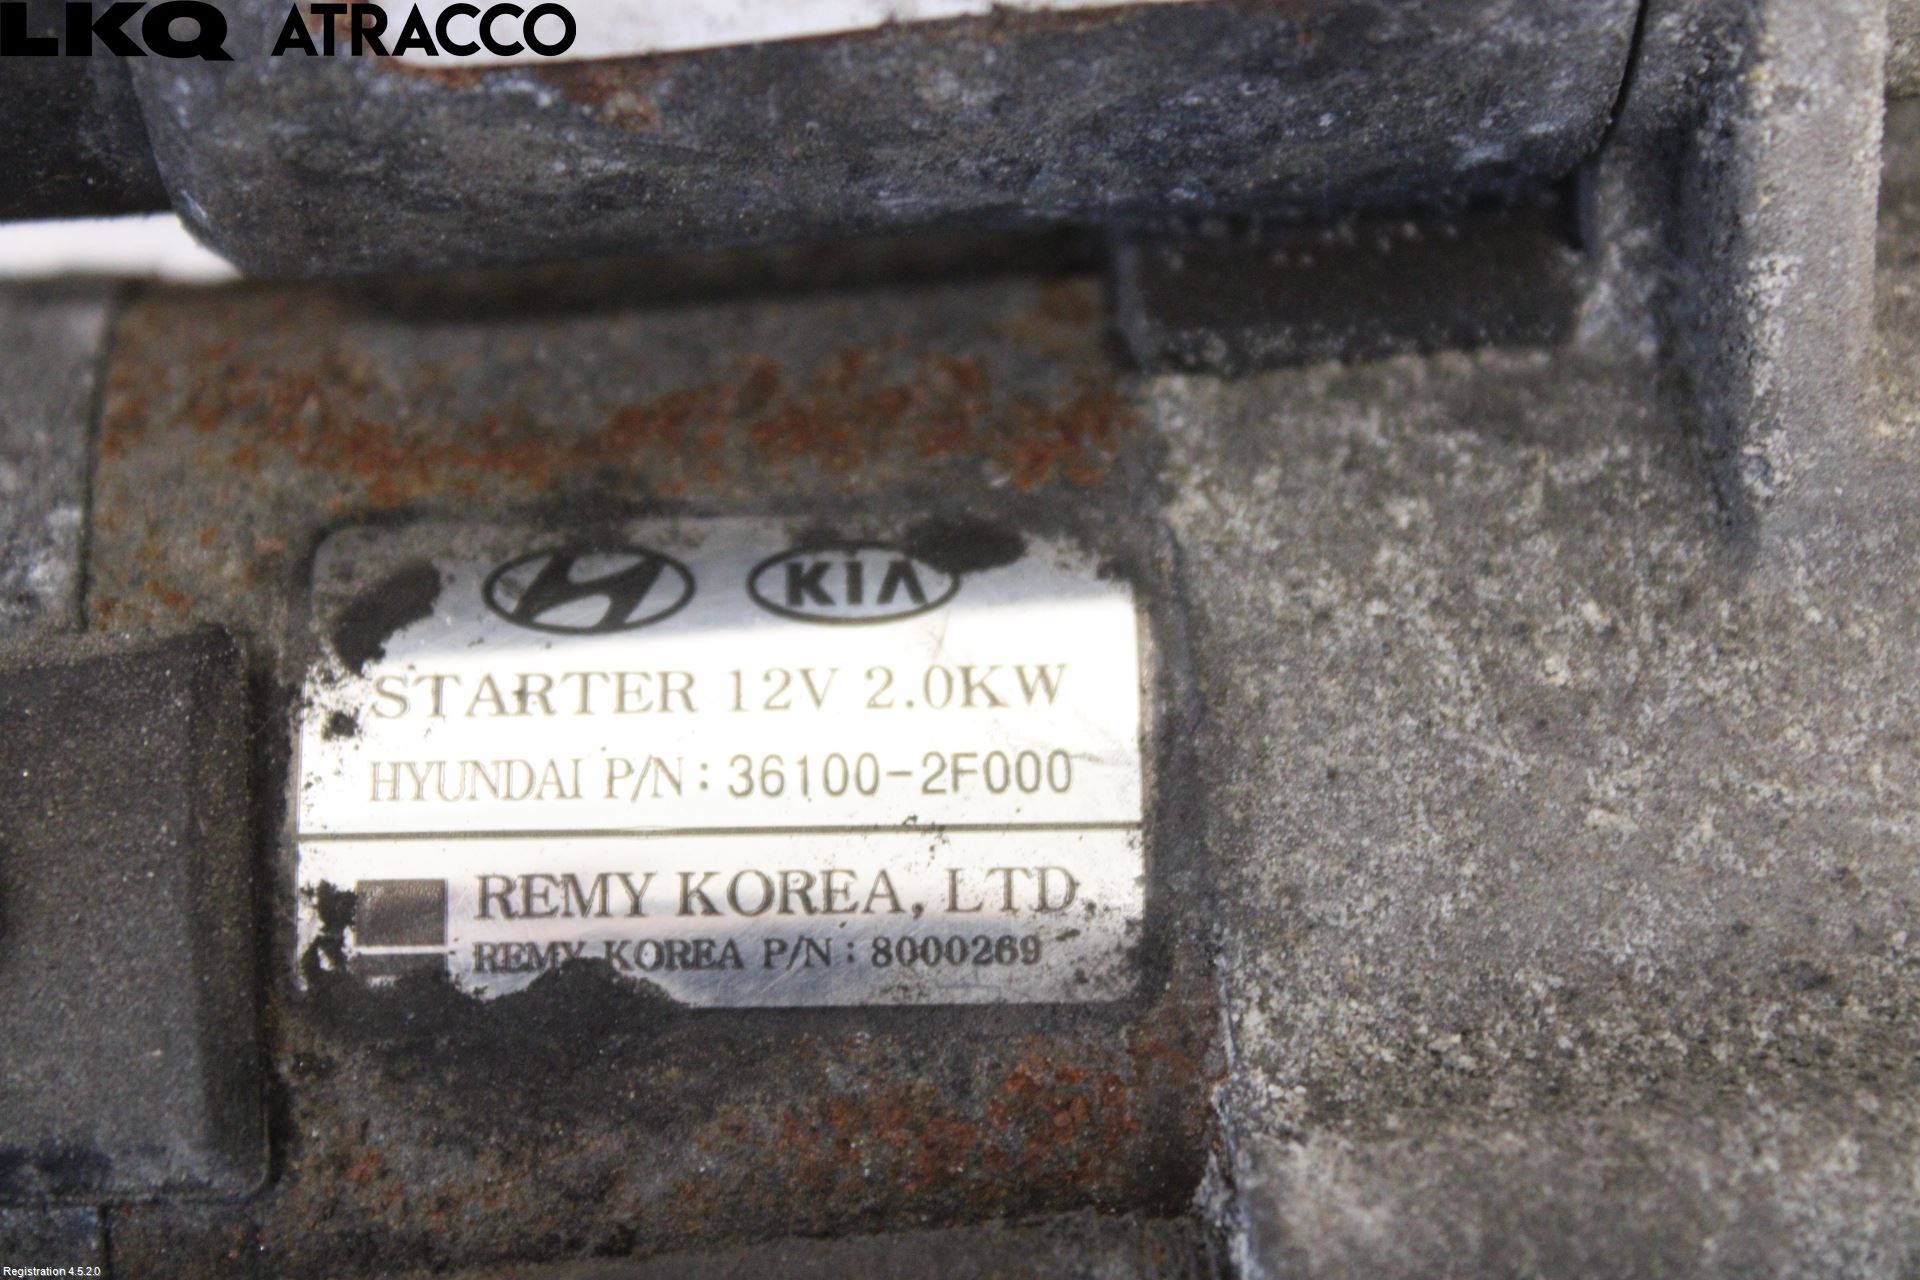 LKQ ATRACCO
KIA
STARTER 12V 2.0KW
HYUNDAI P/N : 36100-2F000
REMY KOREA, LTD
REMY KOREA P/N : 8000269
Registration 4.5.2.0